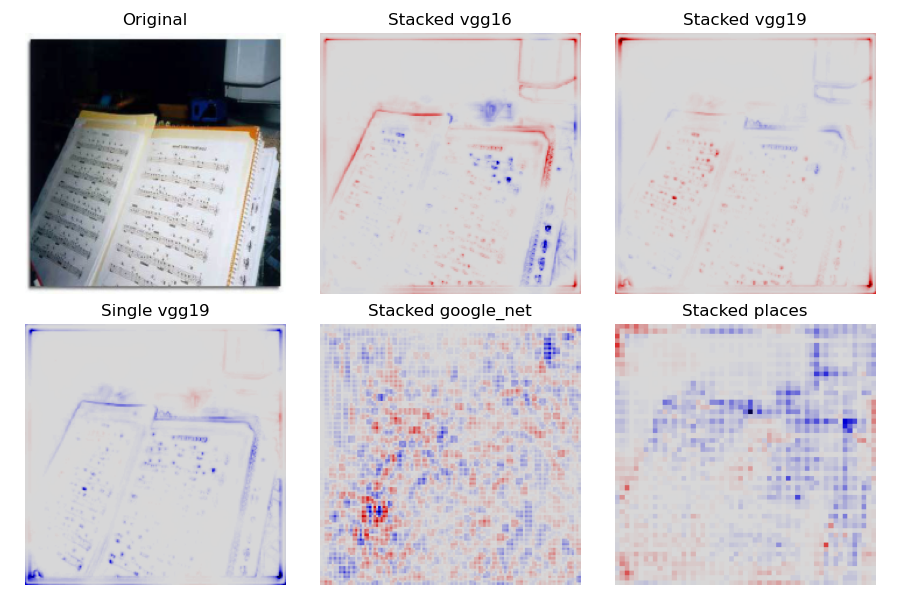 Original
Stacked vgg16
Stacked vgg19
Single vgg19
Stacked google_net
Stacked places